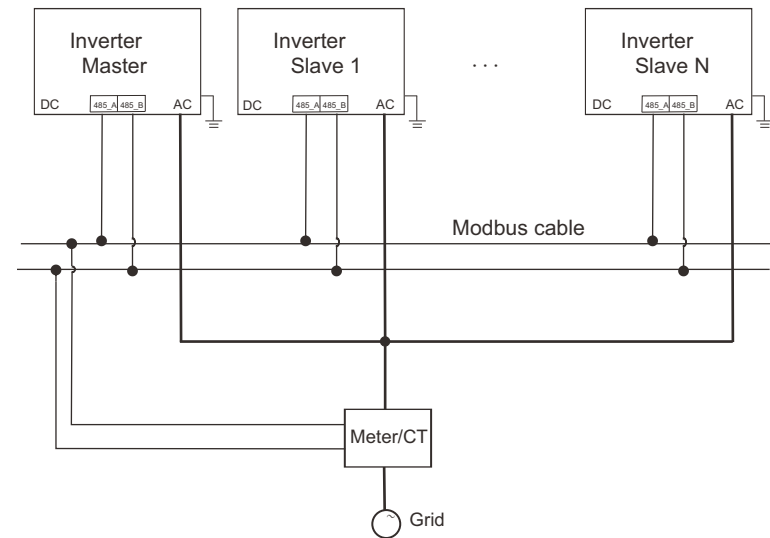 Inverter
Master
DC
485_A
485_B
AC
Inverter
Slave 1
DC
485_A
485_B
AC
. . .
Inverter
Slave N
DC
485_A
485_B
AC
Modbus cable
Meter/CT
~
Grid